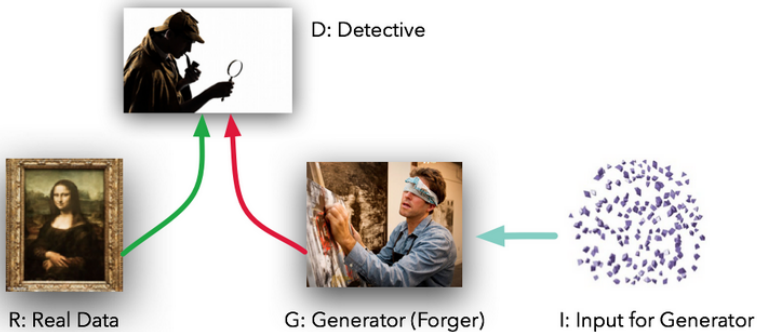 D: Detective
R: Real Data
G: Generator (Forger)
I: Input for Generator